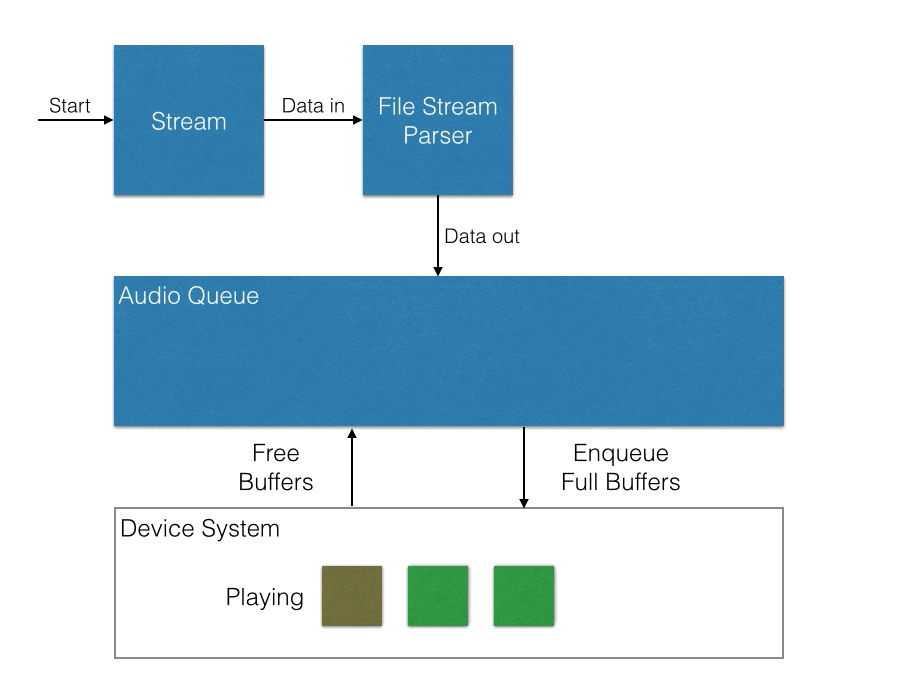 Start
Stream
Data in
File Stream
Parser
Data out
Audio Queue
Free
Buffers
Enqueue
Full Buffers
Device System
Playing